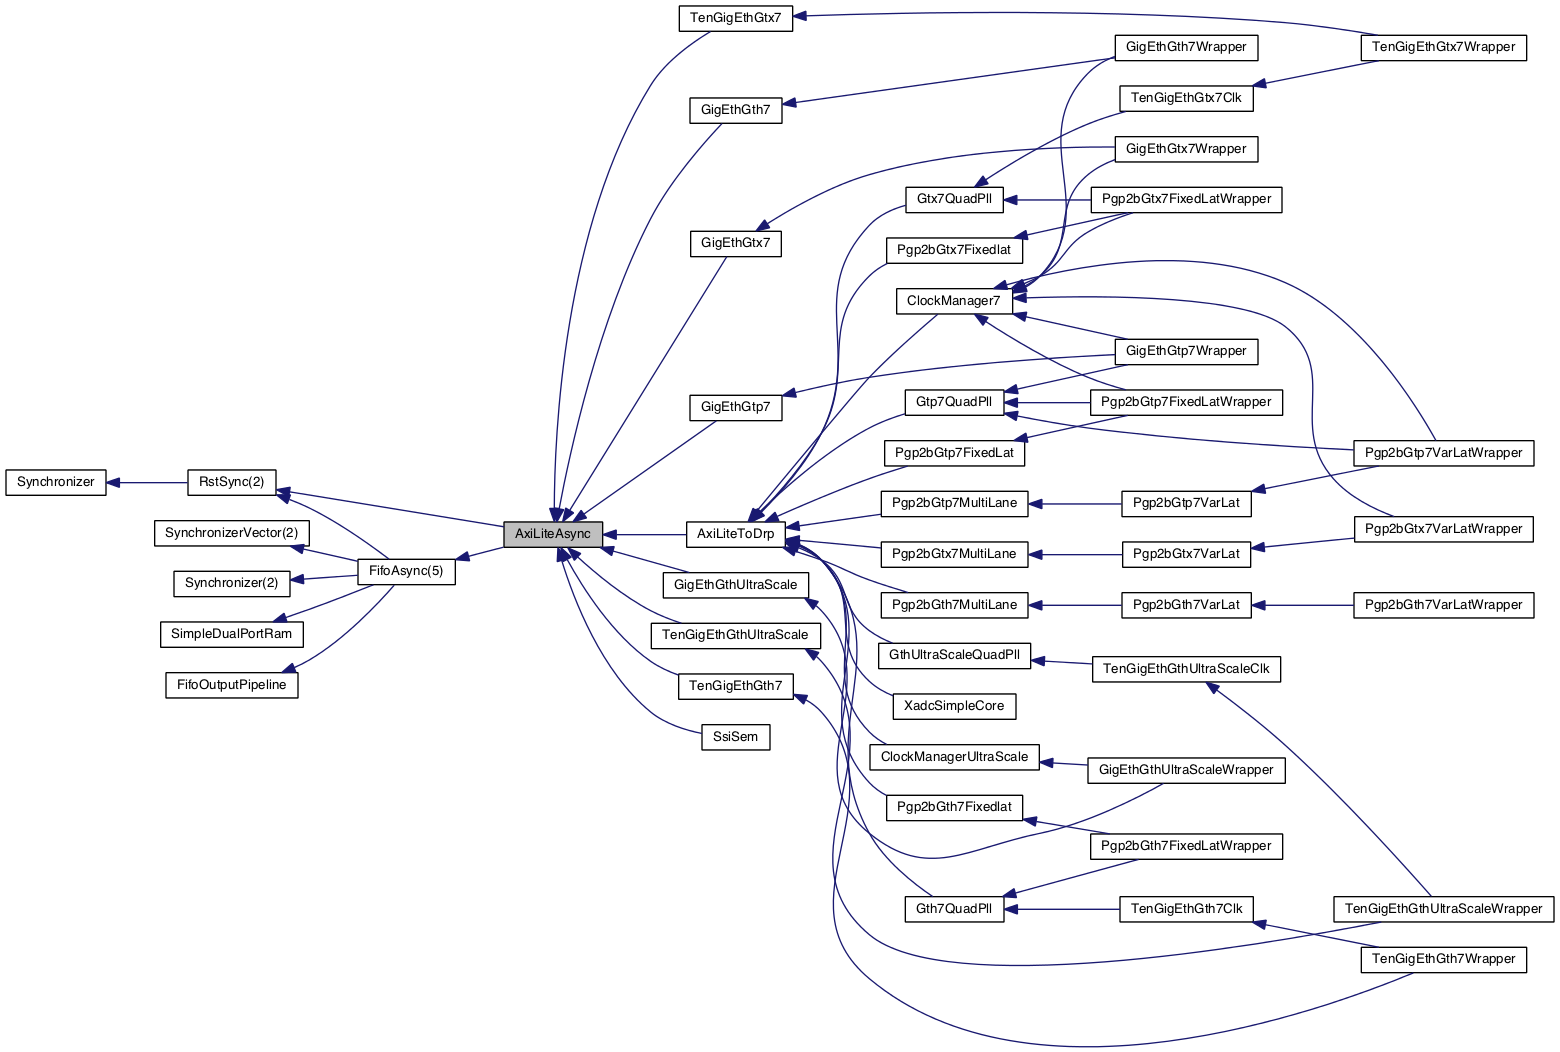 TenGigEthGtx7
GigEthGth7Wrapper
TenGigEthGtx7Wrapper
TenGigEthGtx7Clk
GigEthGth7
GigEthGtx7Wrapper
Gtx7QuadPll
Pgp2bGtx7FixedLatWrapper
GigEthGtx7
Pgp2bGtx7Fixedlat
ClockManager7
GigEthGtp7Wrapper
GigEthGtp7
Gtp7QuadPll
Pgp2bGtp7FixedLatWrapper
Pgp2bGtp7FixedLat
Pgp2bGtp7VarLatWrapper
Synchronizer
RstSync(2)
Pgp2bGtp7MultiLane
Pgp2bGtp7VarLat
SynchronizerVector(2)
AxiLiteAsync
AxiLiteToDrp
Pgp2bGtx7VarLatWrapper
Pgp2bGtx7MultiLane
Pgp2bGtx7VarLat
FifoAsync(5)
Synchronizer(2)
GigEthGthUltraScale
Pgp2bGth7MultiLane
Pgp2bGth7VarLat
Pgp2bGth7VarLatWrapper
SimpleDualPortRam
TenGigEthGthUltraScale
GthUltraScaleQuadPll
TenGigEthGthUltraScaleClk
FifoOutputPipeline
TenGigEthGth7
XadcSimpleCore
SsiSem
ClockManagerUltraScale
GigEthGthUltraScaleWrapper
Pgp2bGth7Fixedlat
Pgp2bGth7FixedLatWrapper
Gth7QuadPll
TenGigEthGth7Clk
TenGigEthGthUltraScaleWrapper
TenGigEthGth7Wrapper